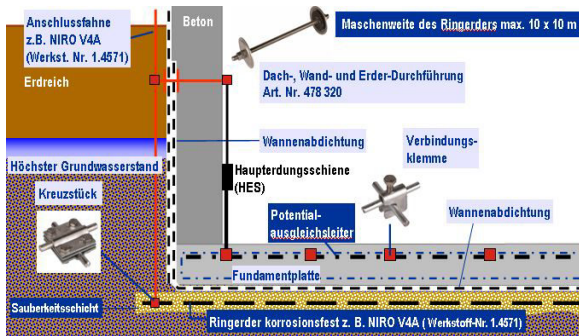 Anschlussfahne
z.B. NIRO V4A
(Werkst. Nr. 1.4571)
Beton
Maschenweite des Ringerders max. 10 x 10 m
Erdreich
Dach-, Wand- und Erder-Durchführung
Art. Nr. 478 320
Wannenabdichtung
Verbindungs-
klemme
Höchster Grundwasserstand
Haupterdungsschiene
(HES)
Kreuzstück
Potential-
ausgleichsleiter
Wannenabdichtung
Fundamentplatte
Sauberkeitsschicht
Ringerder korrosionsfest z. B. NIRO V4A ( Werkstoff-Nr. 1.4571)